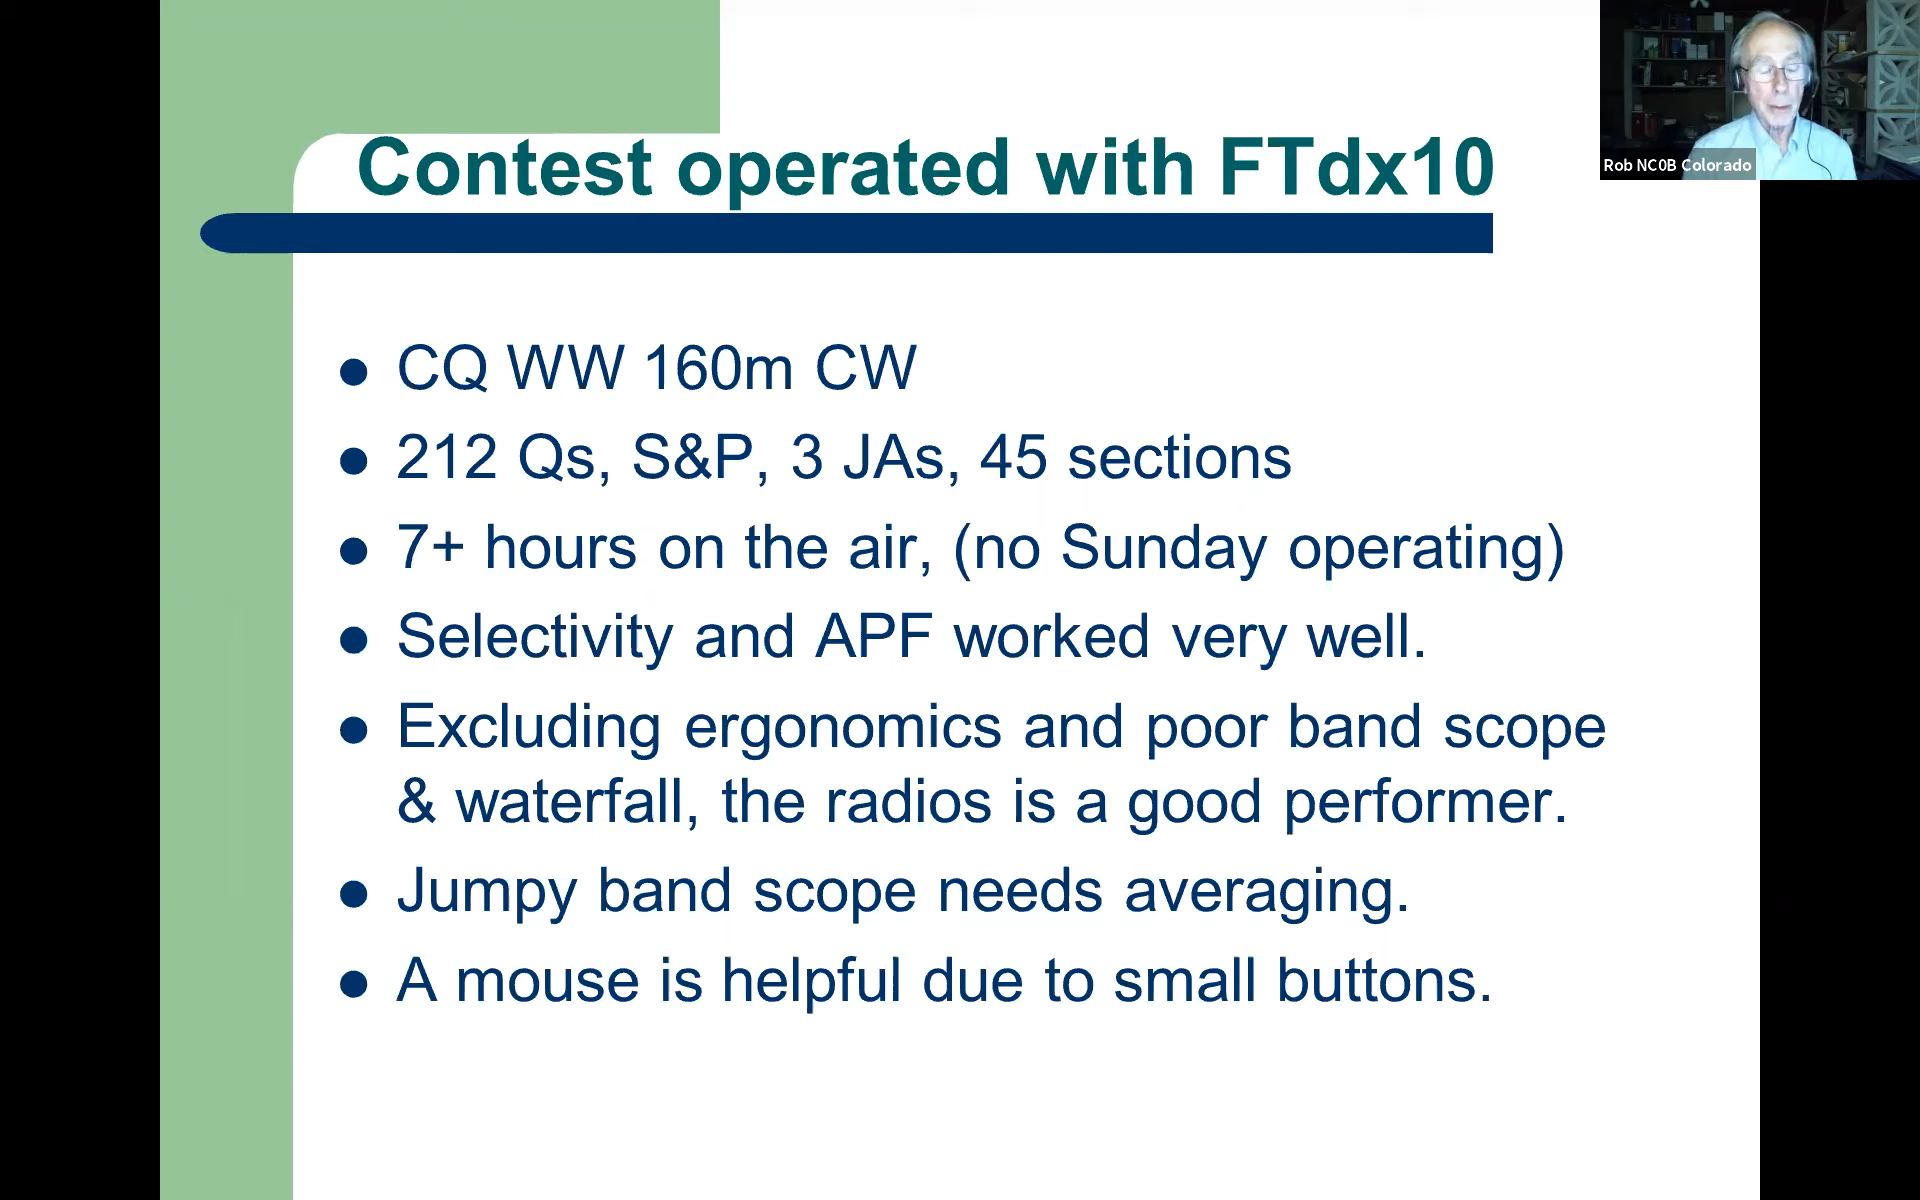 Contest operated with FTdx10
Rob NC0B Colorado
● CQ WW 160m CW
● 212 Qs, S&P, 3 JAs, 45 sections
● 7+ hours on the air, (no Sunday operating)
● Selectivity and APF worked very well.
● Excluding ergonomics and poor band scope
& waterfall, the radios is a good performer.
● Jumpy band scope needs averaging.
● A mouse is helpful due to small buttons.